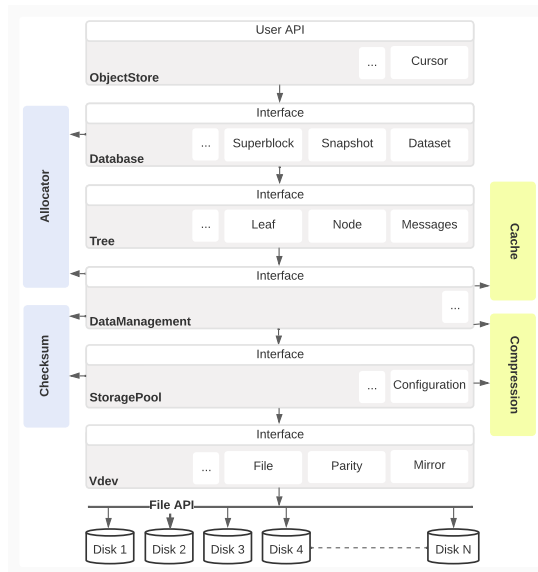 User API
... Cursor
ObjectStore
Interface
... Superblock Snapshot Dataset
Database
Allocator
Interface
... Leaf Node Messages
Tree
Cache
Interface
...
DataManagement
Checksum
Compression
Interface
... Configuration
StoragePool
Interface
... File Parity Mirror
Vdev
File API
Disk 1 Disk 2 Disk 3 Disk 4 Disk N